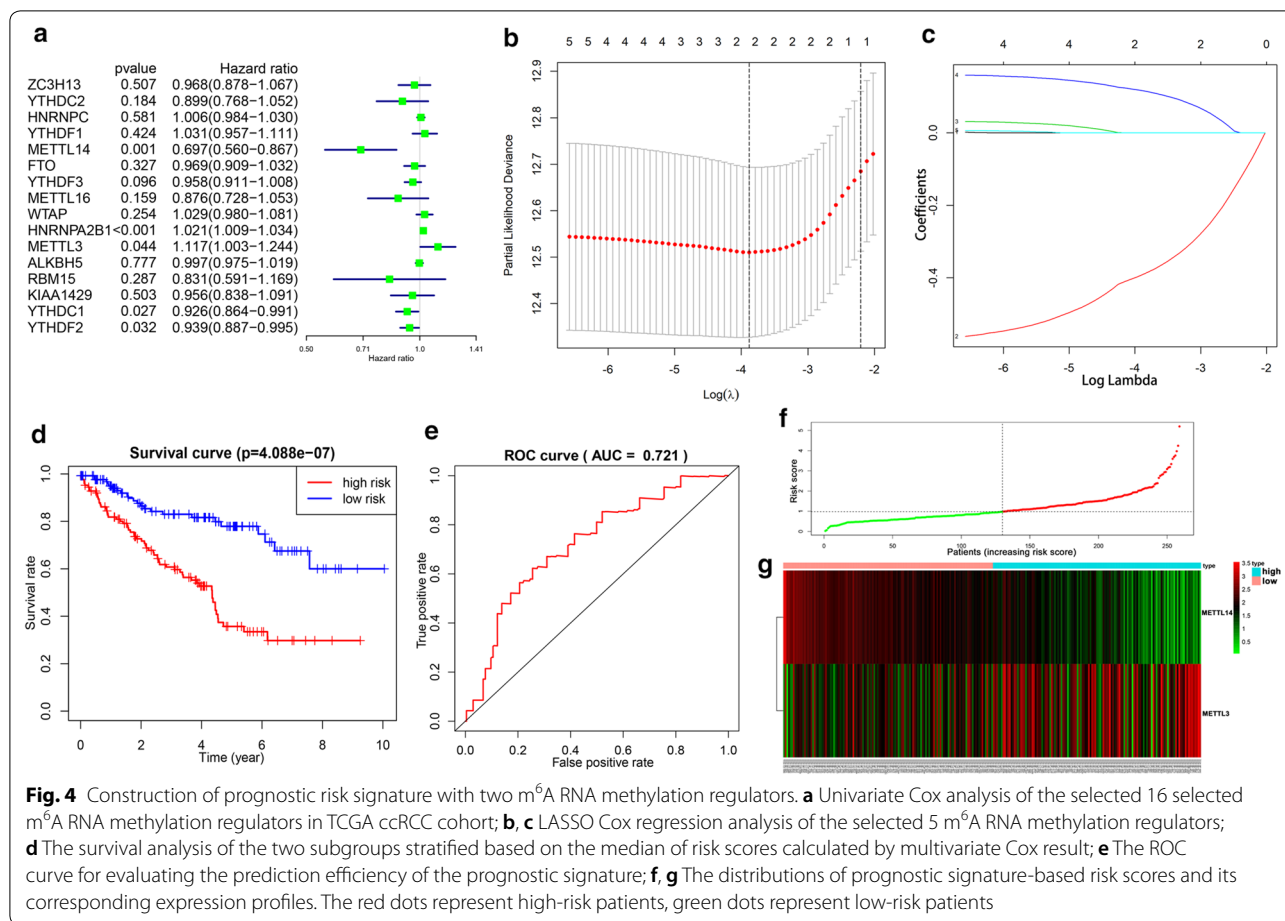 a
pvalue Hazard ratio
ZC3H13 0.507 0.968(0.878−1.067)
YTHDC2 0.184 0.899(0.768−1.052)
HNRNPC 0.581 1.006(0.984−1.030)
YTHDF1 0.424 1.031(0.957−1.111)
METTL14 0.001 0.697(0.560−0.867)
FTO 0.327 0.969(0.909−1.032)
YTHDF3 0.096 0.958(0.911−1.008)
METTL16 0.159 0.876(0.728−1.053)
WTAP 0.254 1.029(0.980−1.081)
HNRNPA2B1<0.001 1.021(1.009−1.034)
METTL3 0.044 1.117(1.003−1.244)
ALKBH5 0.777 0.997(0.975−1.019)
RBM15 0.287 0.831(0.591−1.169)
KIAA1429 0.503 0.956(0.838−1.091)
YTHDC1 0.027 0.926(0.864−0.991)
YTHDF2 0.032 0.939(0.887−0.995)
0.50 0.71 1.0 1.41
Hazard ratio
b
5 5 4 4 4 3 3 3 2 2 2 2 2 1 1
Partial Likelihood Deviance
12.9
12.8
12.7
12.6
12.5
12.4
-6 -5 -4 -3 -2
Log(λ)
c
4 4 2 2 0
Coefficients
0.0
-0.2
-0.4
4
3
2
-6 -5 -4 -3 -2
Log Lambda
d
Survival curve (p=4.088e−07)
high risk
low risk
Survival rate
1.0
0.8
0.6
0.4
0.2
0.0
0 2 4 6 8 10
Time (year)
e
ROC curve ( AUC = 0.721 )
True positive rate
1.0
0.8
0.6
0.4
0.2
0.0
0.0 0.2 0.4 0.6 0.8 1.0
False positive rate
f
Risk score
5
4
3
2
1
0
0 50 100 150 200 250
Patients (increasing risk score)
g
type
METTL14
METTL3
3.5
3
2.5
2
1.5
1
0.5
type
high
low
Fig. 4 Construction of prognostic risk signature with two m⁶A RNA methylation regulators. a Univariate Cox analysis of the selected 16 selected
m⁶A RNA methylation regulators in TCGA ccRCC cohort; b, c LASSO Cox regression analysis of the selected 5 m⁶A RNA methylation regulators;
d The survival analysis of the two subgroups stratified based on the median of risk scores calculated by multivariate Cox result; e The ROC
curve for evaluating the prediction efficiency of the prognostic signature; f, g The distributions of prognostic signature-based risk scores and its
corresponding expression profiles. The red dots represent high-risk patients, green dots represent low-risk patients